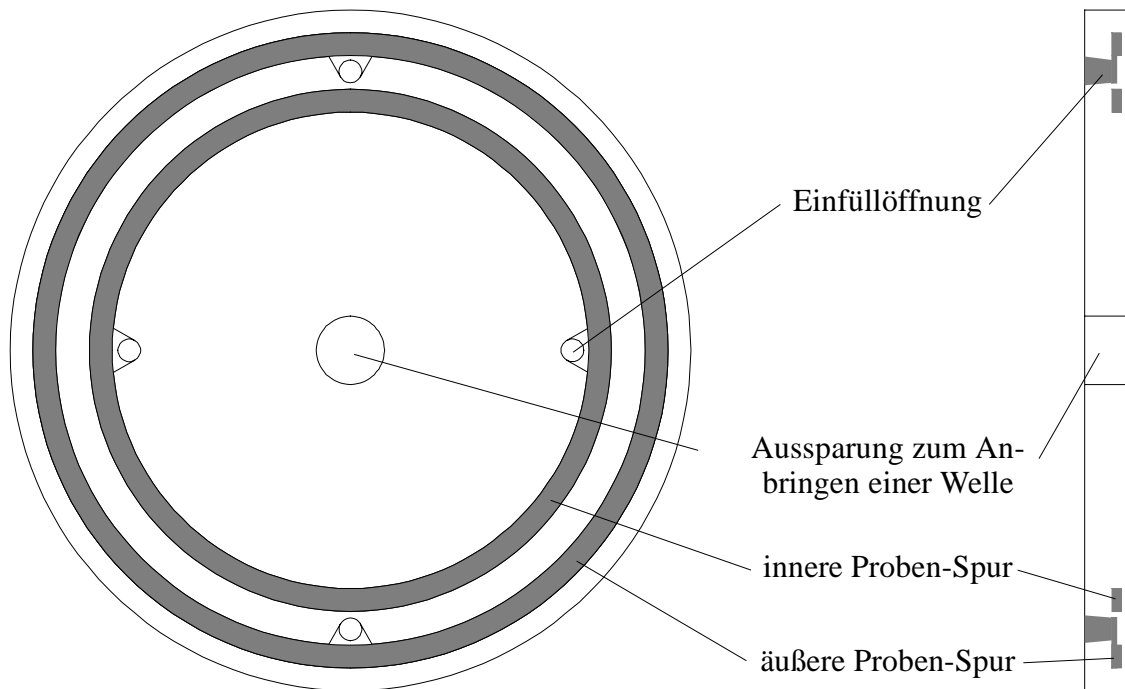 Einfüllöffnung
Aussparung zum An-
bringen einer Welle
innere Proben-Spur
äußere Proben-Spur